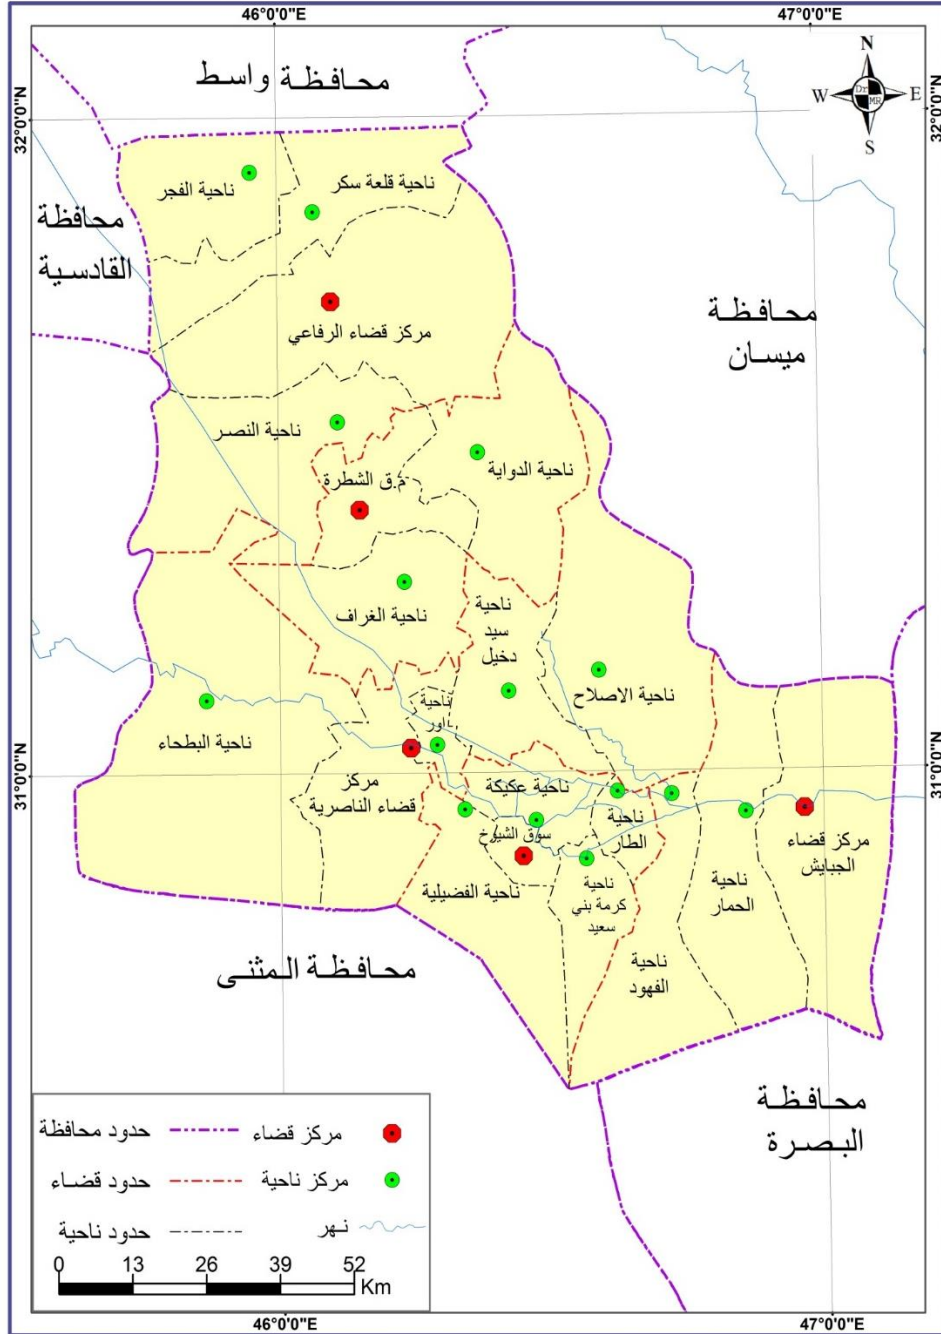 46°0'0"E
47°0'0"E
محافظة واسط
N
W
Dr
MR
E
S
32°0'0"N
32°0'0"N
ناحية الفجر
ناحية قلعة سكر
محافظة
القادسية
محافظة
ميسان
مركز قضاء الرفاعي
ناحية النصر
ناحية الدواية
م.ق الشطرة
ناحية الغراف
ناحية
سيد
دخيل
ناحية الاصلاح
ناحية
اور
ناحية البطحاء
31°0'0"N
31°0'0"N
مركز
قضاء الناصرية
ناحية عكيكة
ناحية
الطار
سوق الشيوخ
مركز قضاء
الجبايش
ناحية
الحمار
ناحية الفضيلية
ناحية
كرمة بني
سعيد
ناحية
الفهود
محافظة المثنى
محافظة
البصرة
مركز قضاء
حدود محافظة
مركز ناحية
حدود قضاء
نهر
حدود ناحية
0 13 26 39 52
Km
46°0'0"E
47°0'0"E